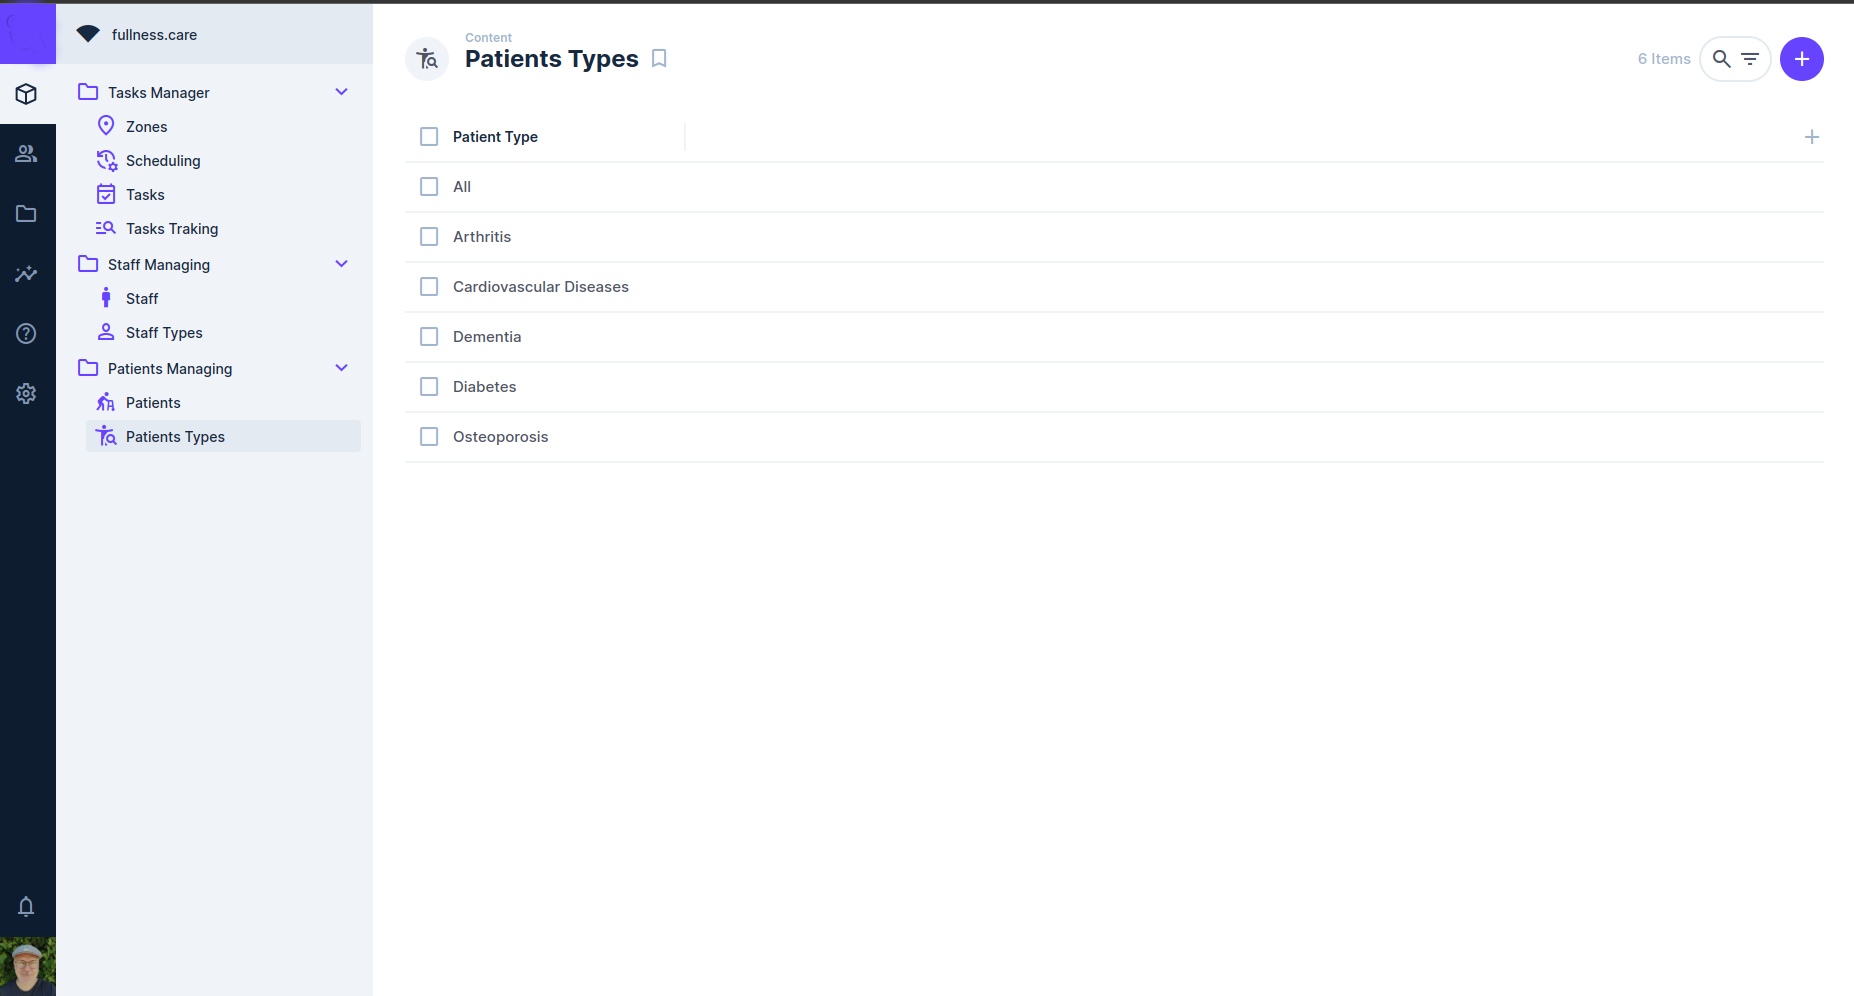 fullness.care
Tasks Manager
Zones
Scheduling
Tasks
Tasks Traking
Staff Managing
Staff
Staff Types
Patients Managing
Patients
Patients Types
Content
Patients Types
6 Items
Patient Type
All
Arthritis
Cardiovascular Diseases
Dementia
Diabetes
Osteoporosis